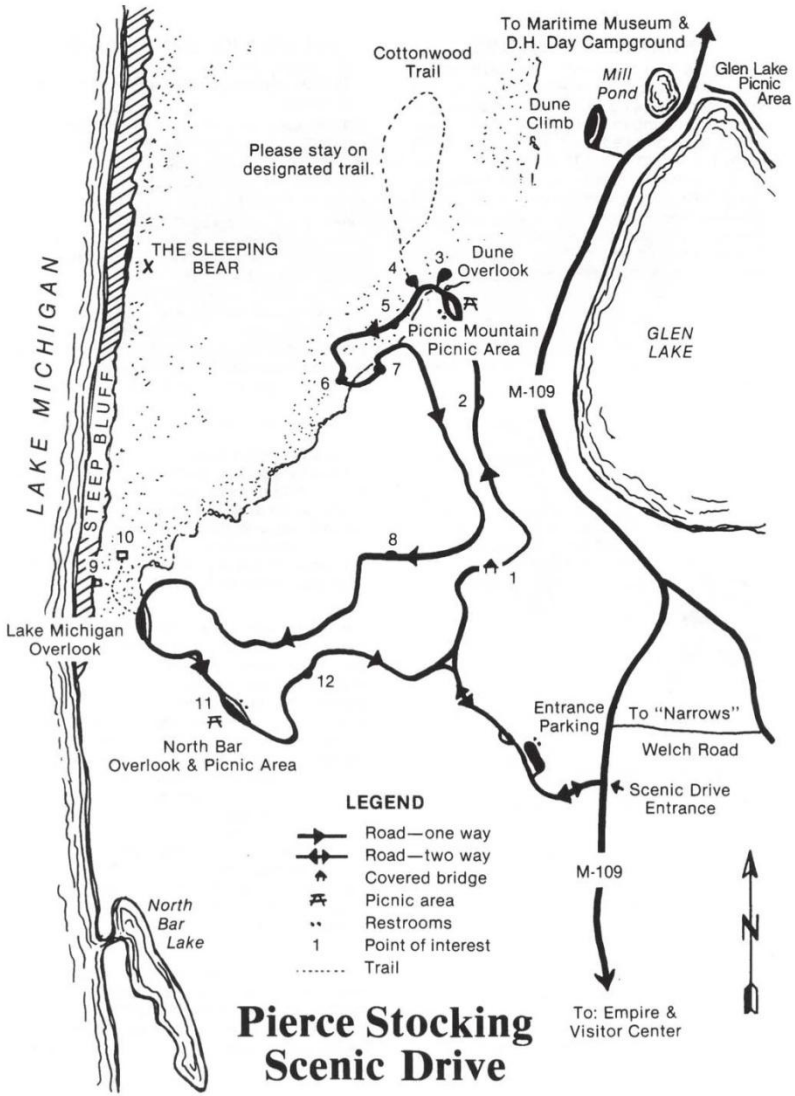 To Maritime Museum &
D.H. Day Campground
Glen Lake
Picnic
Area
Mill
Pond
Dune
Climb
Cottonwood
Trail
Please stay on
designated trail.
THE SLEEPING
BEAR
X
LAKE MICHIGAN
STEEP BLUFF
3
4
Dune
Overlook
5
Picnic Mountain
Picnic Area
6
7
2
M-109
GLEN
LAKE
8
1
10
9
Lake Michigan
Overlook
11
12
North Bar
Overlook & Picnic Area
Entrance
Parking
To "Narrows"
Welch Road
Scenic Drive
Entrance
LEGEND
Road—one way
Road—two way
Covered bridge
Picnic area
Restrooms
1 Point of interest
Trail
M-109
N
North
Bar
Lake
To: Empire &
Visitor Center
Pierce Stocking
Scenic Drive